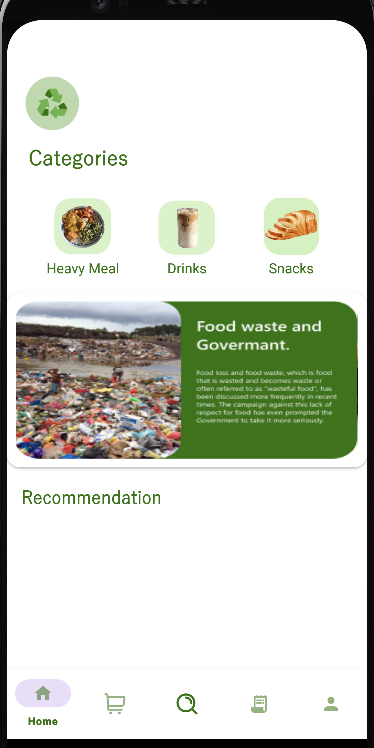 Categories
Heavy Meal
Drinks
Snacks
Food waste and
Govermant.
Food loss and food waste, which is food
that is wasted and becomes waste or
often referred to as "wasteful food", has
been discussed more frequently in recent
times. The campaign against this lack of
respect for food has even prompted the
Government to take it more seriously.
Recommendation
Home